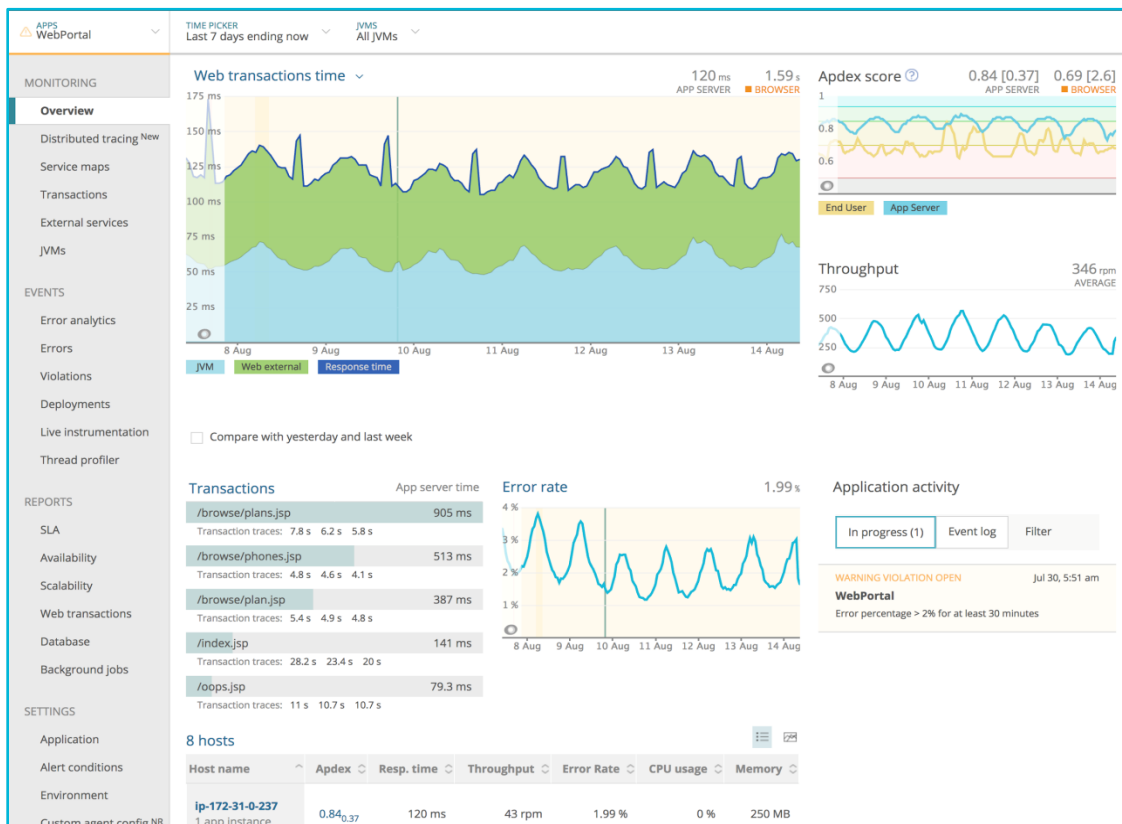 APPS
WebPortal
TIME PICKER
Last 7 days ending now
JVMS
All JVMs
MONITORING
Overview
Distributed tracing New
Service maps
Transactions
External services
JVMs
EVENTS
Error analytics
Errors
Violations
Deployments
Live instrumentation
Thread profiler
REPORTS
SLA
Availability
Scalability
Web transactions
Database
Background jobs
SETTINGS
Application
Alert conditions
Environment
Custom agent config NR
Web transactions time
120 ms
APP SERVER
1.59 s
BROWSER
175 ms
150 ms
125 ms
100 ms
75 ms
50 ms
25 ms
8 Aug 9 Aug 10 Aug 11 Aug 12 Aug 13 Aug 14 Aug
JVM Web external Response time
Compare with yesterday and last week
Apdex score ?
0.84 [0.37]
APP SERVER
0.69 [2.6]
BROWSER
1
0.8
0.6
End User App Server
Throughput
346 rpm
AVERAGE
750
500
250
8 Aug 9 Aug 10 Aug 11 Aug 12 Aug 13 Aug 14 Aug
Transactions App server time
/browse/plans.jsp 905 ms
Transaction traces: 7.8 s 6.2 s 5.8 s
/browse/phones.jsp 513 ms
Transaction traces: 4.8 s 4.6 s 4.1 s
/browse/plan.jsp 387 ms
Transaction traces: 5.4 s 4.9 s 4.8 s
/index.jsp 141 ms
Transaction traces: 28.2 s 23.4 s 20 s
/oops.jsp 79.3 ms
Transaction traces: 11 s 10.7 s 10.7 s
Error rate 1.99 %
4 %
3 %
2 %
1 %
8 Aug 9 Aug 10 Aug 11 Aug 12 Aug 13 Aug 14 Aug
Application activity
In progress (1) Event log Filter
WARNING VIOLATION OPEN Jul 30, 5:51 am
WebPortal
Error percentage > 2% for at least 30 minutes
8 hosts
Host name Apdex Resp. time Throughput Error Rate CPU usage Memory
ip-172-31-0-237
1 app instance
0.84 0.37 120 ms 43 rpm 1.99 % 0 % 250 MB